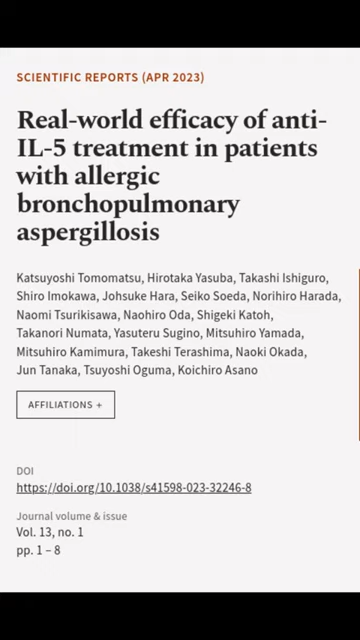 SCIENTIFIC REPORTS (APR 2023)
Real-world efficacy of anti-
IL-5 treatment in patients
with allergic
bronchopulmonary
aspergillosis
Katsuyoshi Tomomatsu, Hirotaka Yasuba, Takashi Ishiguro,
Shiro Imokawa, Johsuke Hara, Seiko Soeda, Norihiro Harada,
Naomi Tsurikisawa, Naohiro Oda, Shigeki Katoh,
Takanori Numata, Yasuteru Sugino, Mitsuhiro Yamada,
Mitsuhiro Kamimura, Takeshi Terashima, Naoki Okada,
Jun Tanaka, Tsuyoshi Oguma, Koichiro Asano
AFFILIATIONS +
DOI
https://doi.org/10.1038/s41598-023-32246-8
Journal volume & issue
Vol. 13, no. 1
pp. 1 – 8